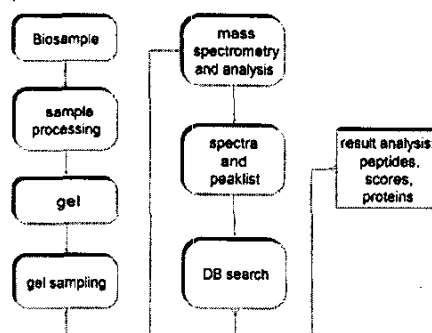 Biosample
sample
processing
gel
gel sampling
mass
spectrometry
and analysis
spectra
and
peaklist
DB search
result analysis:
peptides,
scores,
proteins